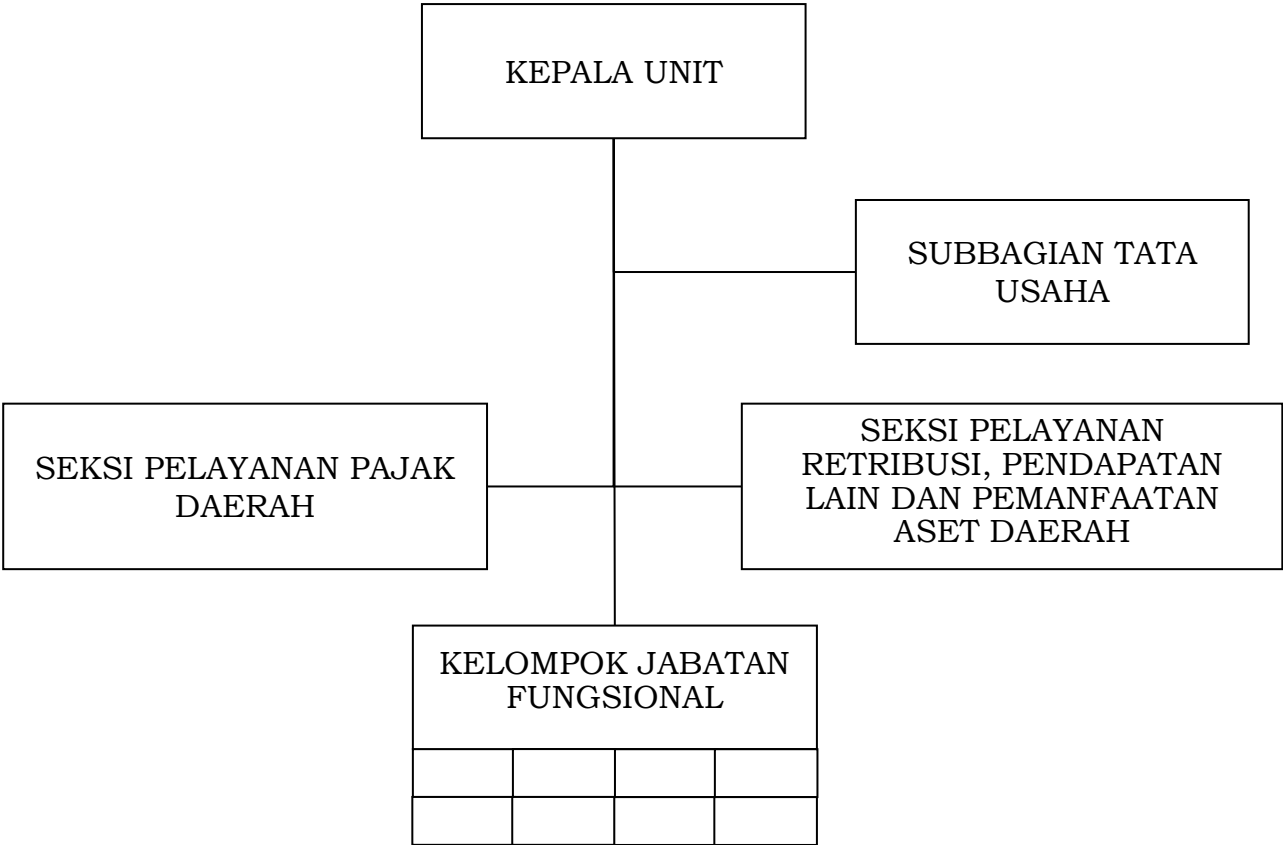 KEPALA UNIT
SUBBAGIAN TATA
USAHA
SEKSI PELAYANAN PAJAK
DAERAH
SEKSI PELAYANAN
RETRIBUSI, PENDAPATAN
LAIN DAN PEMANFAATAN
ASET DAERAH
KELOMPOK JABATAN
FUNGSIONAL